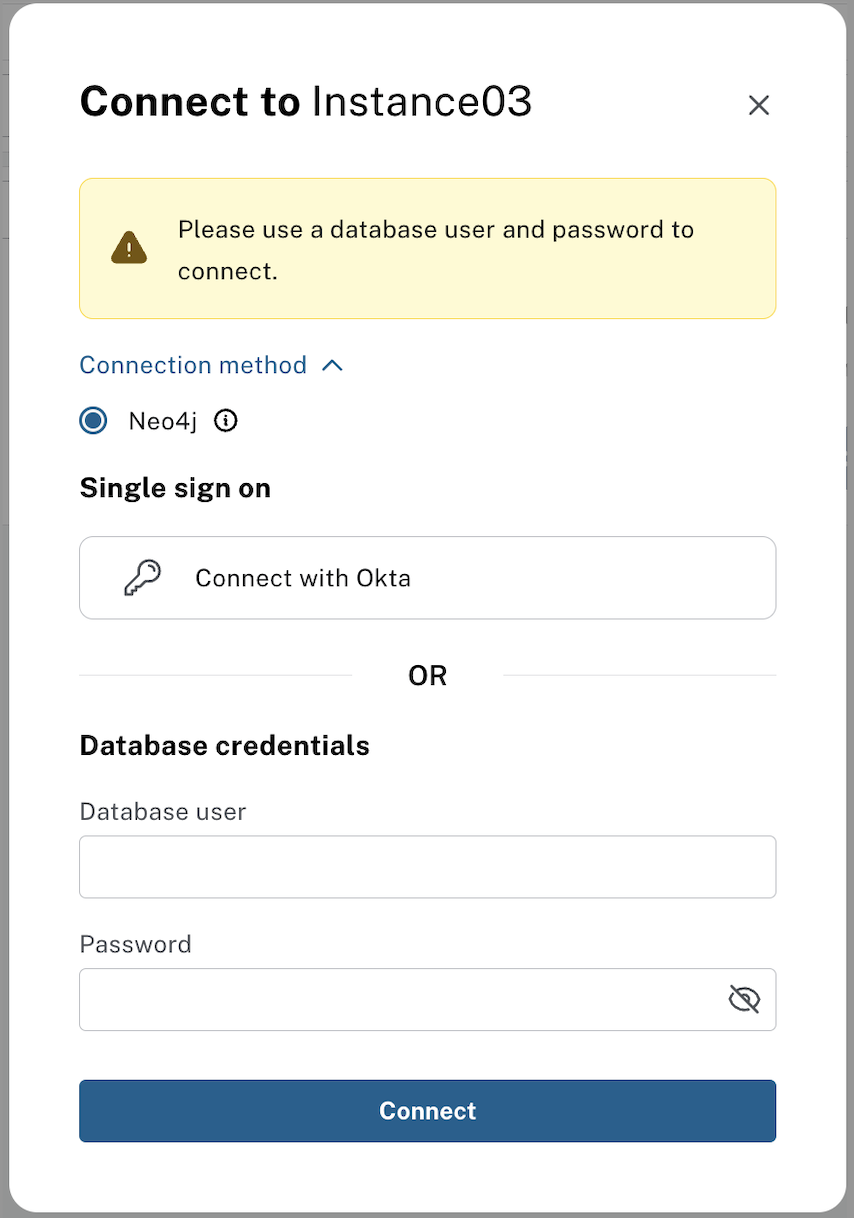 Connect to Instance03
Please use a database user and password to
connect.
Connection method
Neo4j
Single sign on
Connect with Okta
OR
Database credentials
Database user
Password
Connect